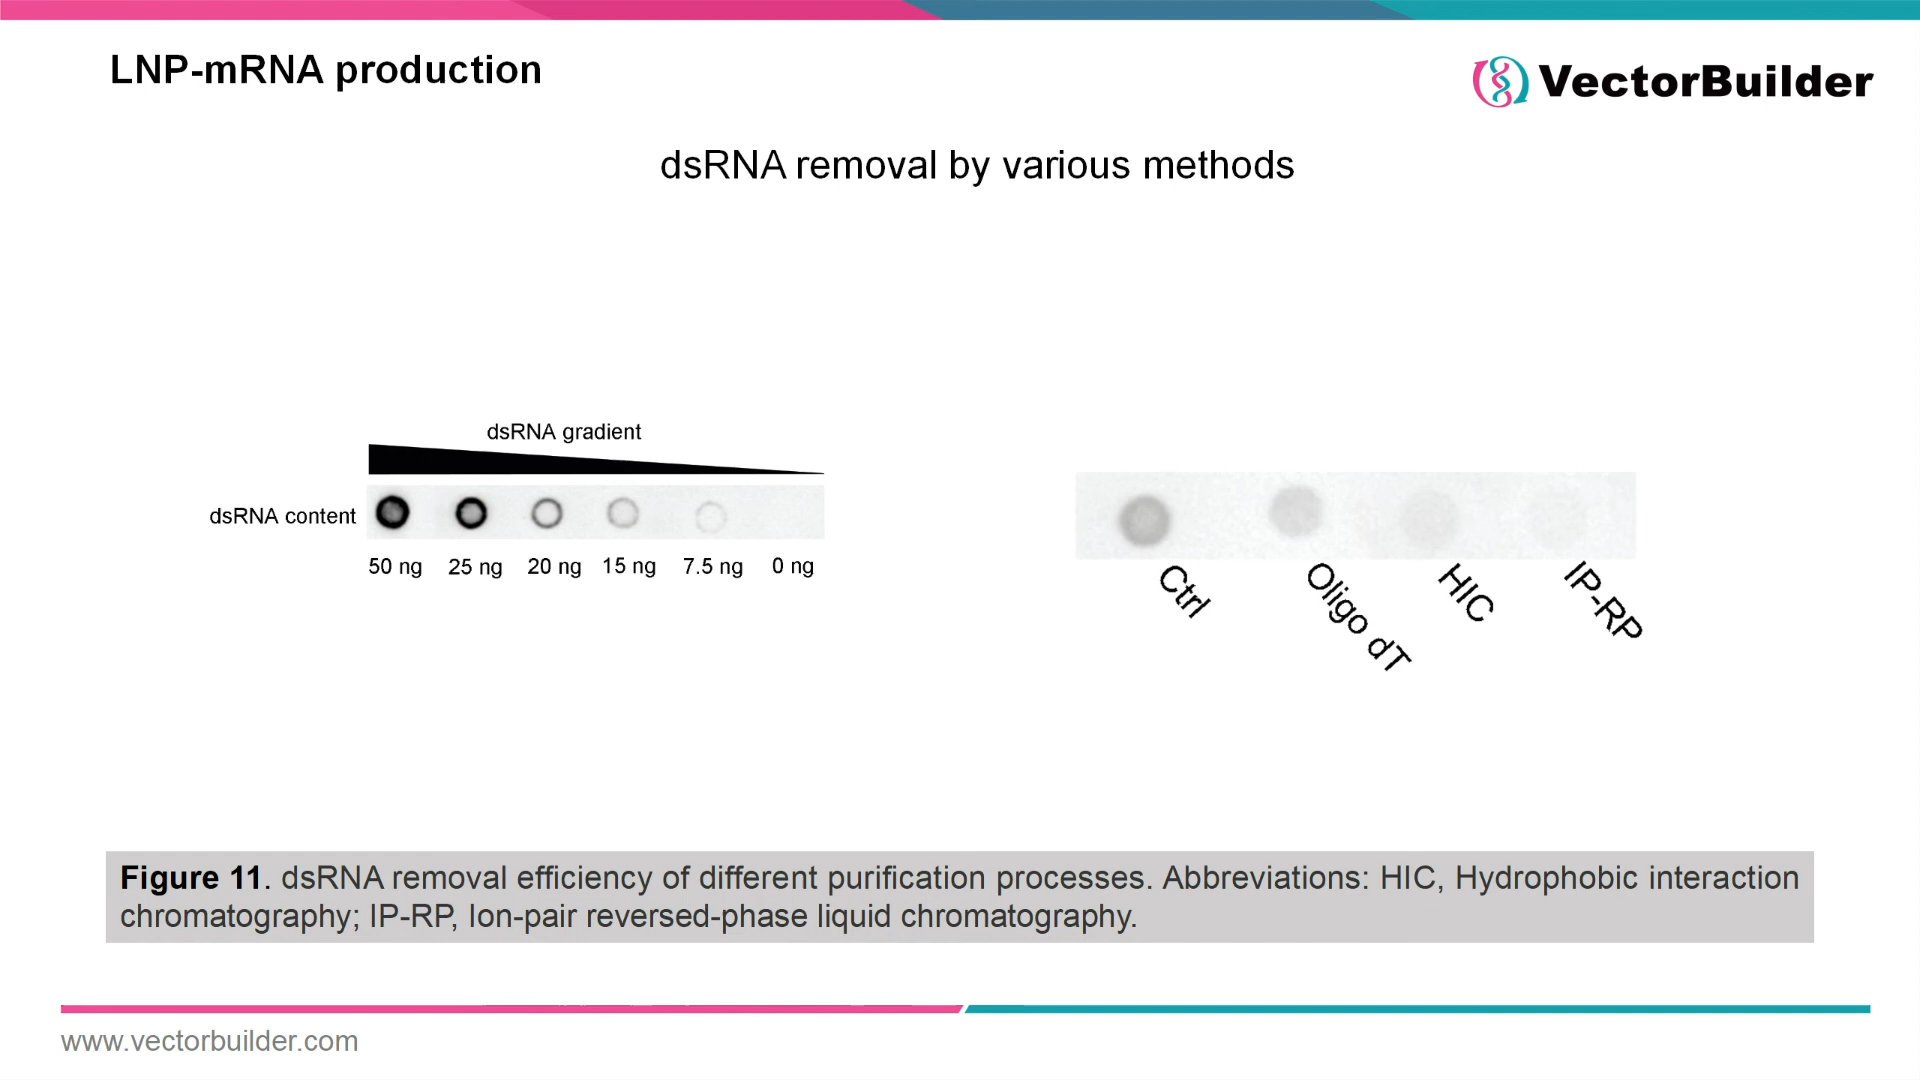 LNP-mRNA production
VectorBuilder
dsRNA removal by various methods
dsRNA gradient
dsRNA content
50 ng 25 ng 20 ng 15 ng 7.5 ng 0 ng
Ctrl Oligo dT HIC IP-RP
Figure 11. dsRNA removal efficiency of different purification processes. Abbreviations: HIC, Hydrophobic interaction
chromatography; IP-RP, Ion-pair reversed-phase liquid chromatography.
www.vectorbuilder.com